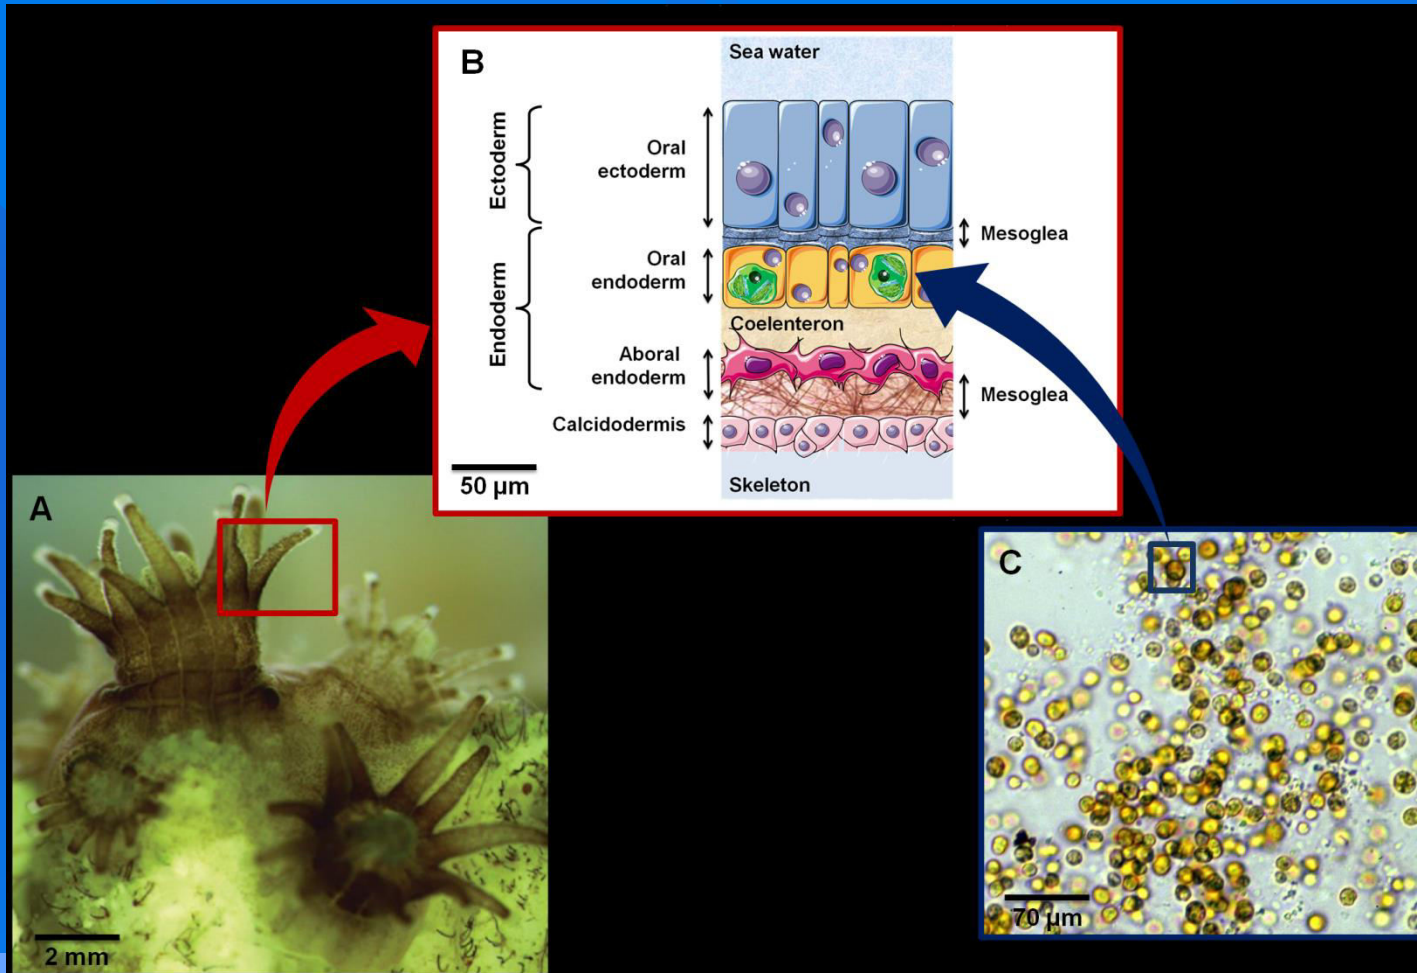 B
Sea water
Ectoderm
Oral
ectoderm
Mesoglea
Endoderm
Oral
endoderm
Coelenteron
Aboral
endoderm
Mesoglea
Calcidodermis
50 µm
Skeleton
A
2 mm
C
70 µm